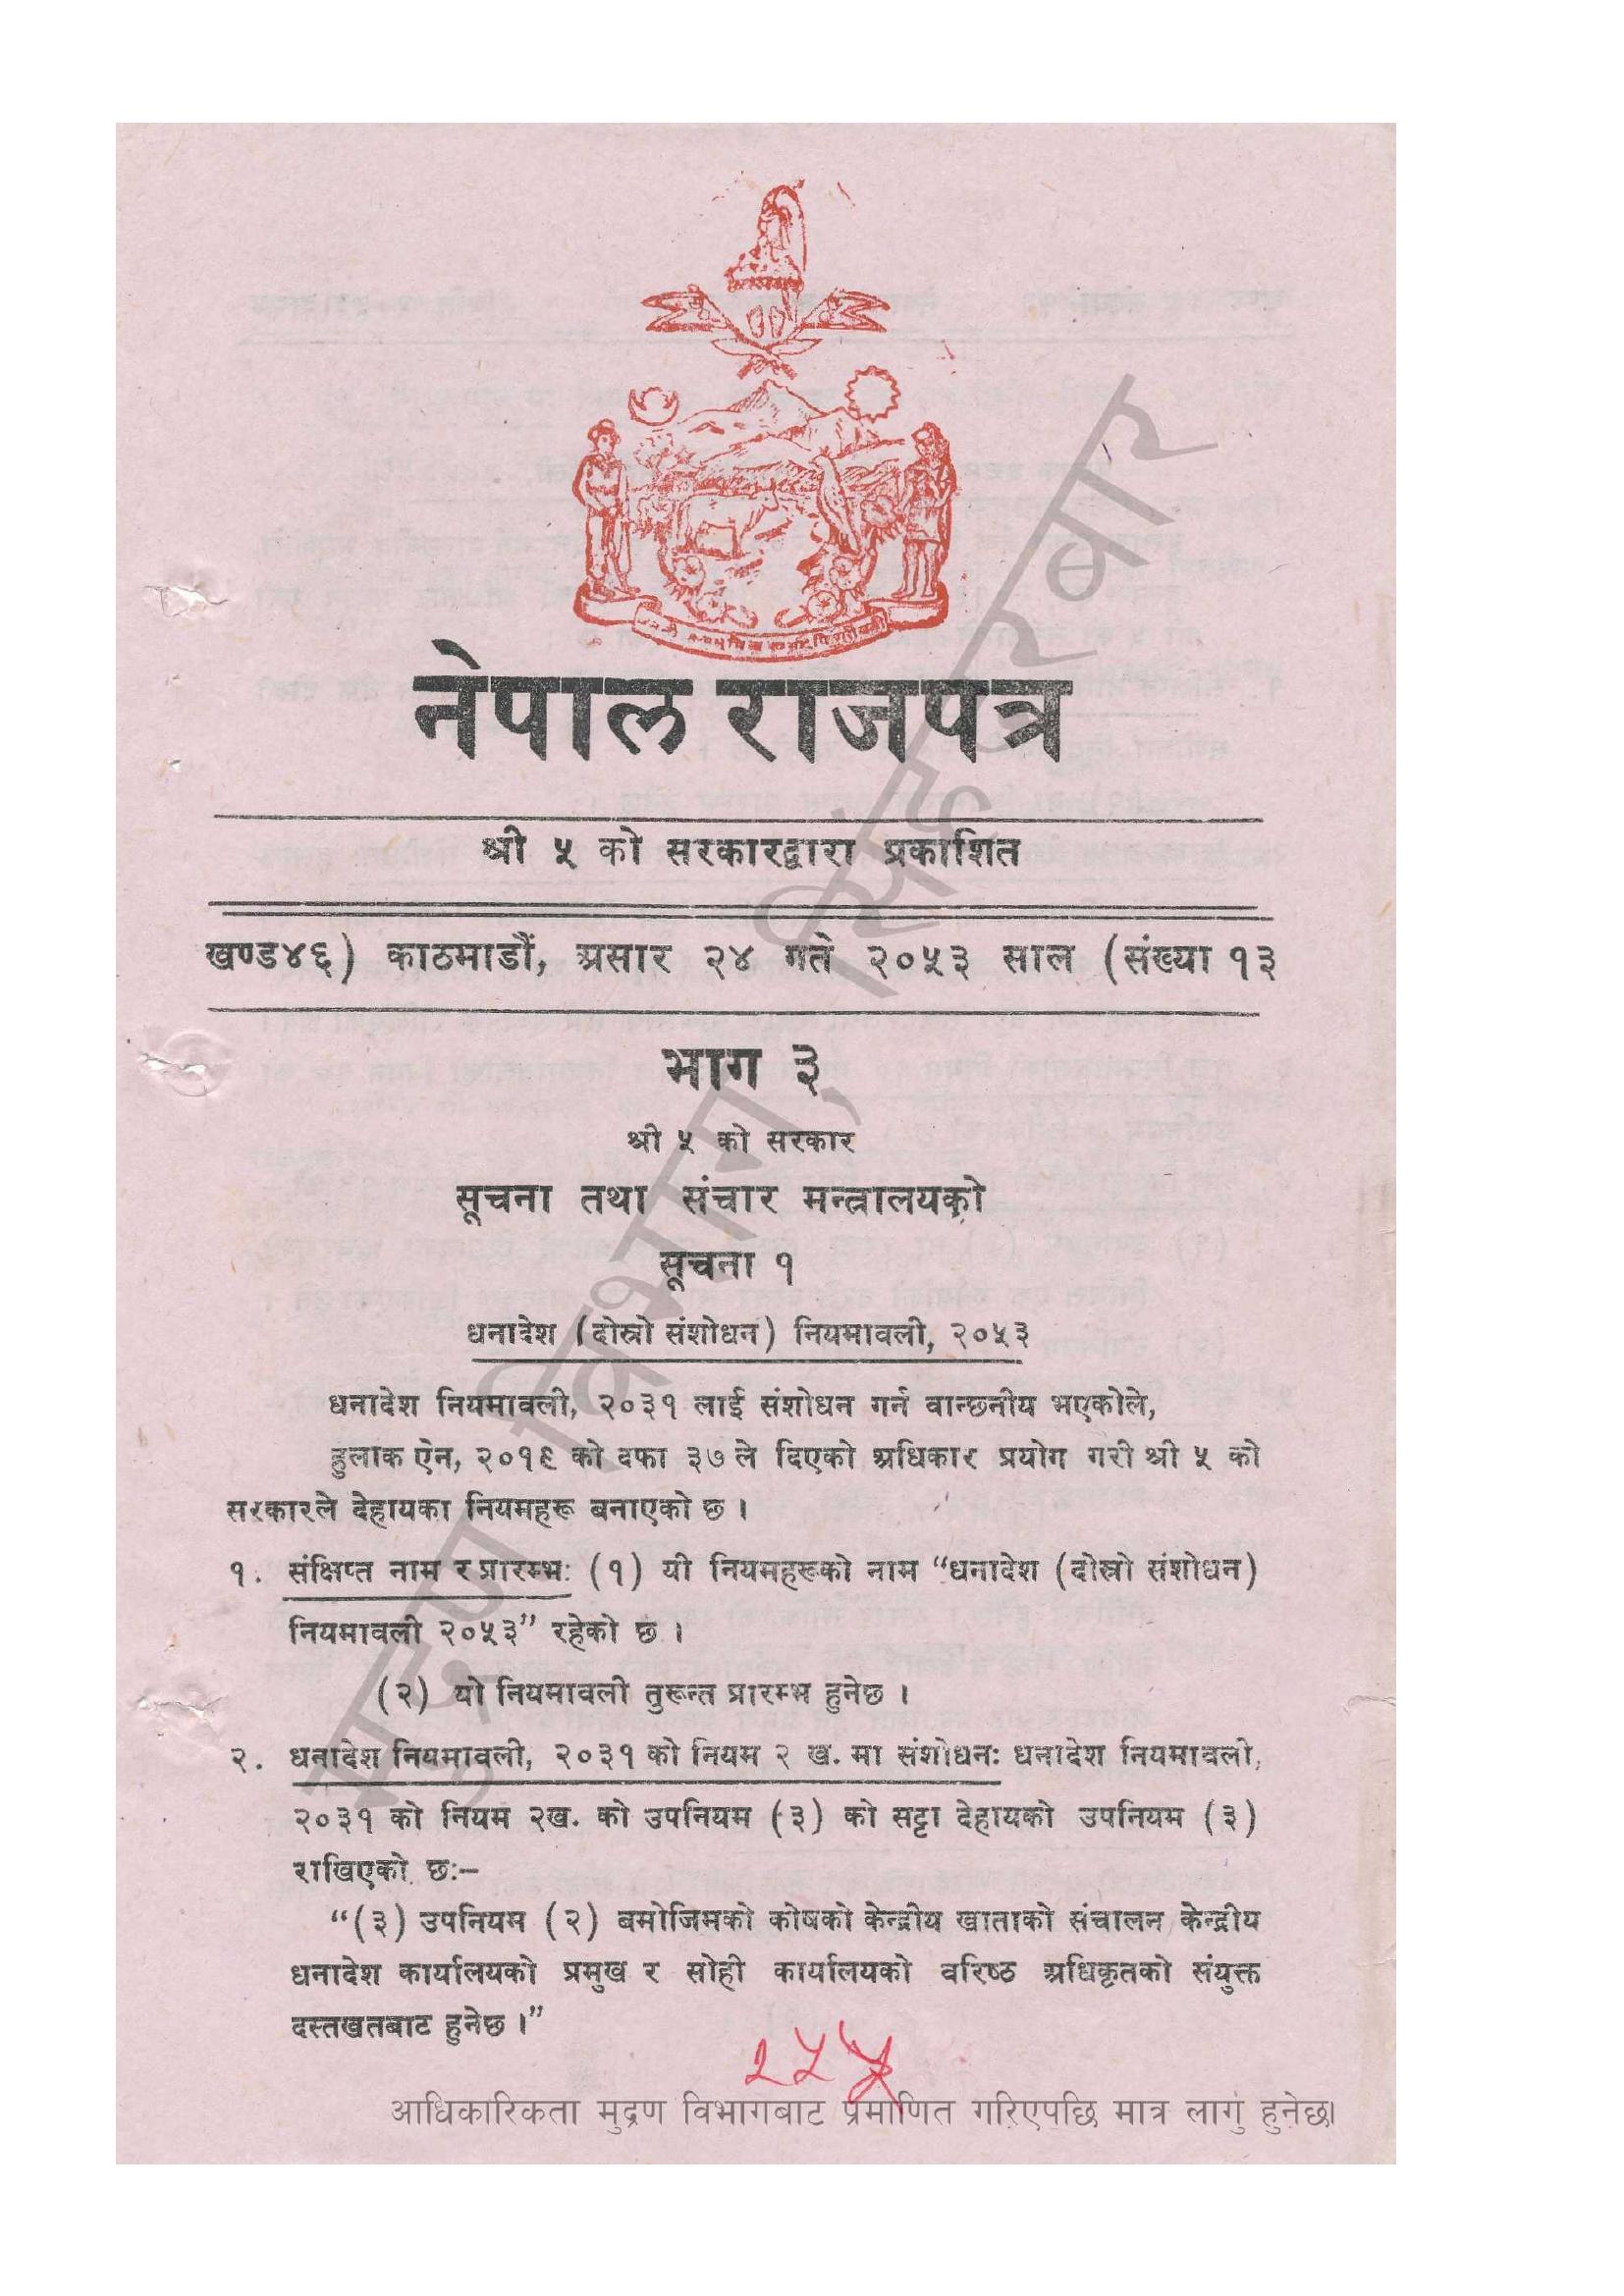 नेपाल राजपत्र
श्री ५ को सरकारद्वारा प्रकाशित
खण्ड४६) काठमाडौं, असार २४ गते २०५३ साल (संख्या १३
भाग ३
श्री ५ को सरकार
सूचना तथा संचार मन्त्रालयको
सूचना १
धनादेश (दोस्रो संशोधन) नियमावली, २०५३
धनादेश नियमावली, २०३१ लाई संशोधन गर्न वान्छनीय भएकोले,
हुलाक ऐन, २०१९ को दफा ३७ ले दिएको अधिकार प्रयोग गरी श्री ५ को
सरकारले देहायका नियमहरू बनाएको छ ।
१. संक्षिप्त नाम र प्रारम्भः (१) यी नियमहरूको नाम “धनादेश (दोस्रो संशोधन)
नियमावली २०५३” रहेको छ ।
(२) यो नियमावली तुरून्त प्रारम्भ हुनेछ ।
२. धनादेश नियमावली, २०३१ को नियम २ ख. मा संशोधनः धनादेश नियमावली,
२०३१ को नियम २ख. को उपनियम (३) को सट्टा देहायको उपनियम (३)
राखिएको छः–
“(३) उपनियम (२) बमोजिमको कोषको केन्द्रीय खाताको संचालन केन्द्रीय
धनादेश कार्यालयको प्रमुख र सोही कार्यालयको वरिष्ठ अधिकृतको संयुक्त
दस्तखतबाट हुनेछ ।”
आधिकारिकता मुद्रण विभागबाट प्रमाणित गरिएपछि मात्र लागु हुनेछ।
मुद्रण विभाग, सिंहदरबार